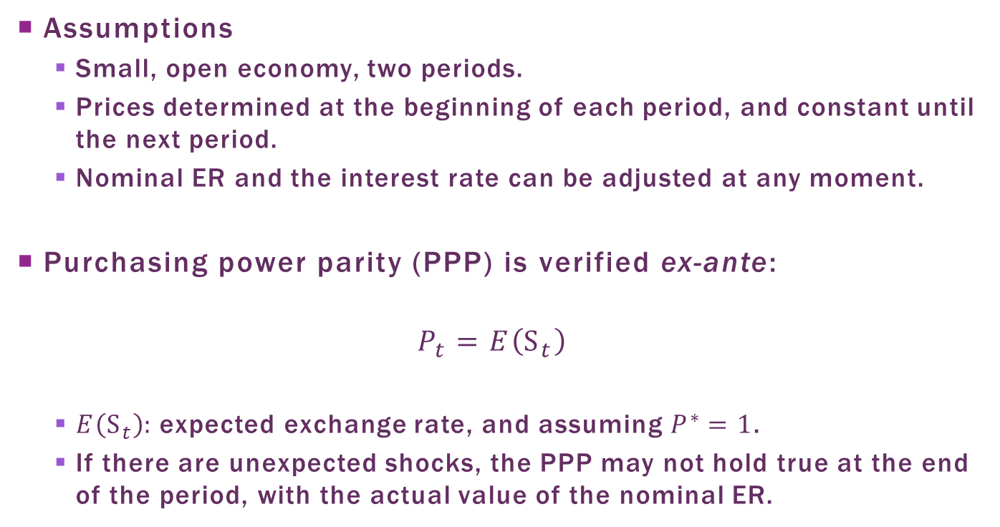 Assumptions
Small, open economy, two periods.
Prices determined at the beginning of each period, and constant until
the next period.
Nominal ER and the interest rate can be adjusted at any moment.
Purchasing power parity (PPP) is verified ex-ante:
P_t = E(S_t)
E(S_t): expected exchange rate, and assuming P* = 1.
If there are unexpected shocks, the PPP may not hold true at the end
of the period, with the actual value of the nominal ER.